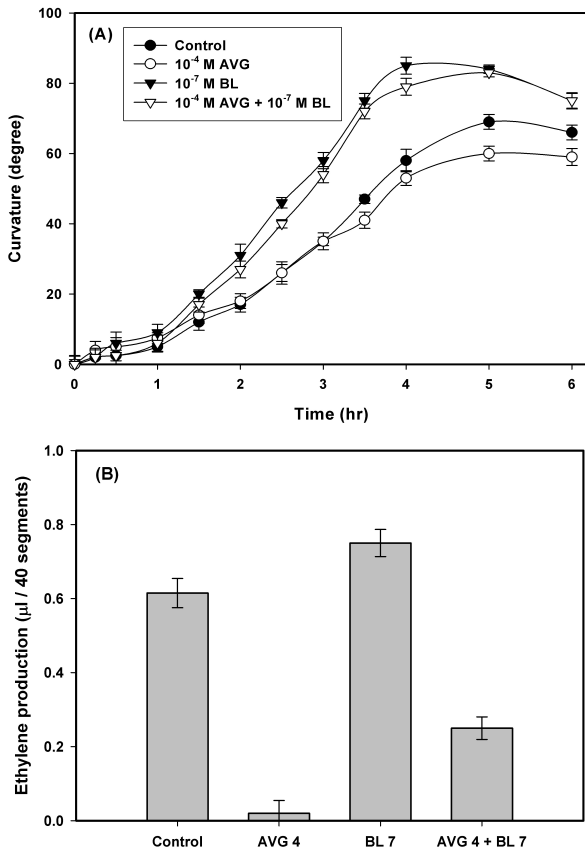 (A)
Control
10⁻⁴ M AVG
10⁻⁷ M BL
10⁻⁴ M AVG + 10⁻⁷ M BL
Curvature (degree)
100
80
60
40
20
0
0 1 2 3 4 5 6
Time (hr)
(B)
Ethylene production (µl / 40 segments)
1.0
0.8
0.6
0.4
0.2
0.0
Control AVG 4 BL 7 AVG 4 + BL 7